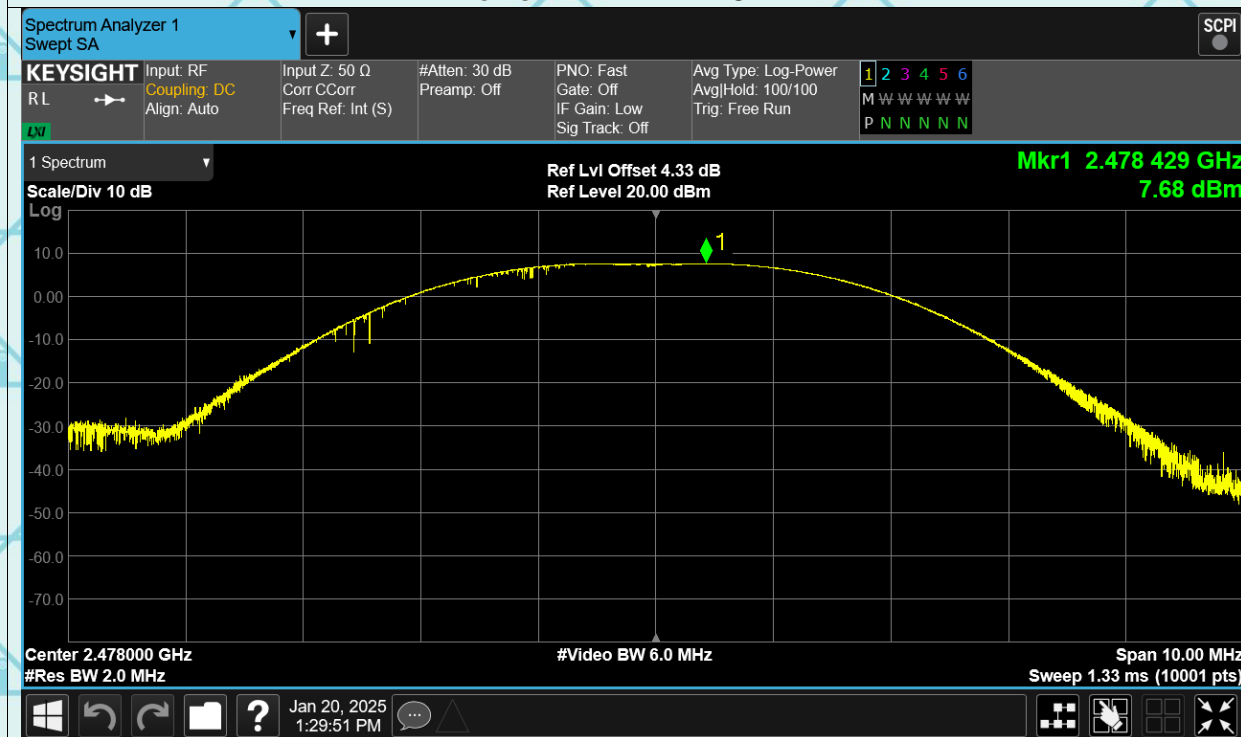 Spectrum Analyzer 1
Swept SA
SCPI
KEYSIGHT
R L
LXI
Input: RF
Coupling: DC
Align: Auto
Input Z: 50 Ω
Corr CCorr
Freq Ref: Int (S)
#Atten: 30 dB
Preamp: Off
PNO: Fast
Gate: Off
IF Gain: Low
Sig Track: Off
Avg Type: Log-Power
Avg|Hold: 100/100
Trig: Free Run
1 2 3 4 5 6
M W W W W W
P N N N N N
1 Spectrum
Scale/Div 10 dB
Log
Ref Lvl Offset 4.33 dB
Ref Level 20.00 dBm
Mkr1 2.478 429 GHz
7.68 dBm
1
10.0
0.00
-10.0
-20.0
-30.0
-40.0
-50.0
-60.0
-70.0
Center 2.478000 GHz
#Video BW 6.0 MHz
Span 10.00 MHz
#Res BW 2.0 MHz
Sweep 1.33 ms (10001 pts)
?
Jan 20, 2025
1:29:51 PM